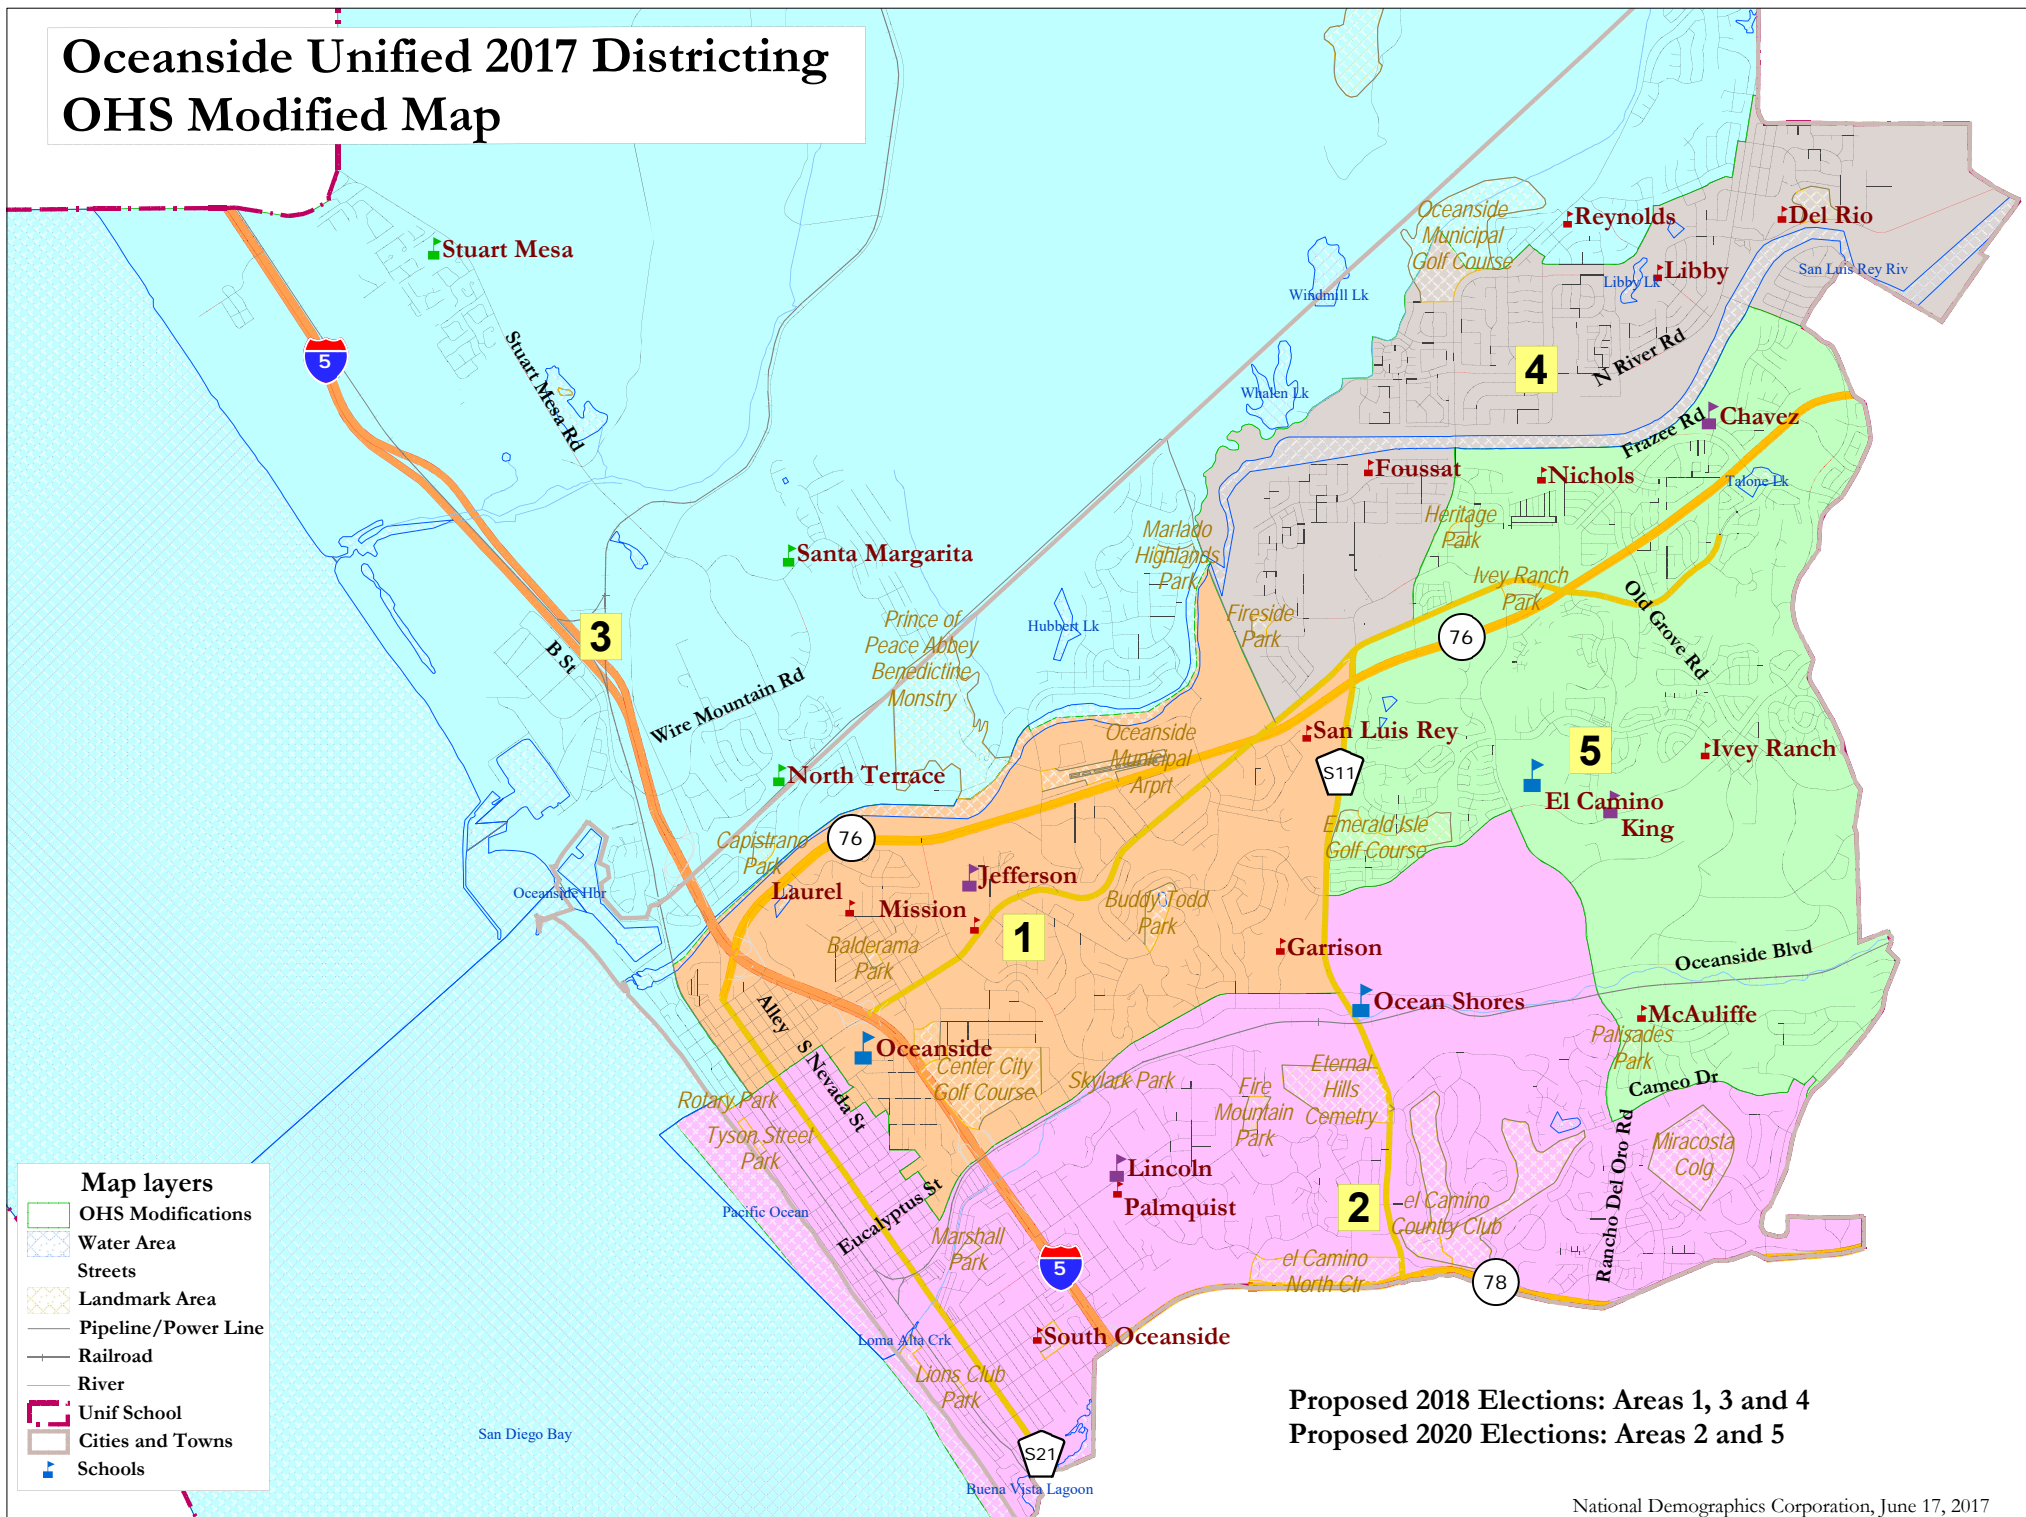 Oceanside Unified 2017 Districting
OHS Modified Map
Stuart Mesa
5
Stuart Mesa Rd
Santa Margarita
3
B St
Wire Mountain Rd
North Terrace
Prince of
Peace Abbey
Benedictine
Monstry
Hubbert Lk
Marlado
Highlands
Park
Windmill Lk
Whalen Lk
Oceanside
Municipal
Golf Course
Reynolds
Del Rio
Libby
Libby Lk
San Luis Rey Riv
4
N River Rd
Frazee Rd
Chavez
Foussat
Nichols
Talone Lk
Heritage
Park
Ivey Ranch
Park
Fireside
Park
76
Old Grove Rd
Oceanside
Municipal
Arprt
San Luis Rey
S11
5
Ivey Ranch
El Camino
King
Emerald Isle
Golf Course
Capistrano
Park
76
Oceanside Hbr
Laurel
Jefferson
Mission
1
Buddy Todd
Park
Balderama
Park
Garrison
Oceanside Blvd
Ocean Shores
McAuliffe
Palisades
Park
Cameo Dr
Alley
S Nevada St
Oceanside
Center City
Golf Course
Skylark Park
Fire
Mountain
Park
Eternal
Hills
Cemetry
Rotary Park
Tyson Street
Park
Miracosta
Colg
Rancho Del Oro Rd
Lincoln
Palmquist
2
el Camino
Country Club
Eucalyptus St
Pacific Ocean
Marshall
Park
5
el Camino
North Ctr
78
South Oceanside
Loma Alta Crk
Lions Club
Park
San Diego Bay
S21
Buena Vista Lagoon
Map layers
OHS Modifications
Water Area
Streets
Landmark Area
Pipeline/Power Line
Railroad
River
Unif School
Cities and Towns
Schools
Proposed 2018 Elections: Areas 1, 3 and 4
Proposed 2020 Elections: Areas 2 and 5
National Demographics Corporation, June 17, 2017